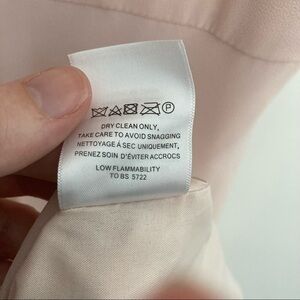 P
DRY CLEAN ONLY,
TAKE CARE TO AVOID SNAGGING
NETTOYAGE À SEC UNIQUEMENT,
PRENEZ SOIN D'ÉVITER ACCROCS
LOW FLAMMABILITY
TO BS 5722